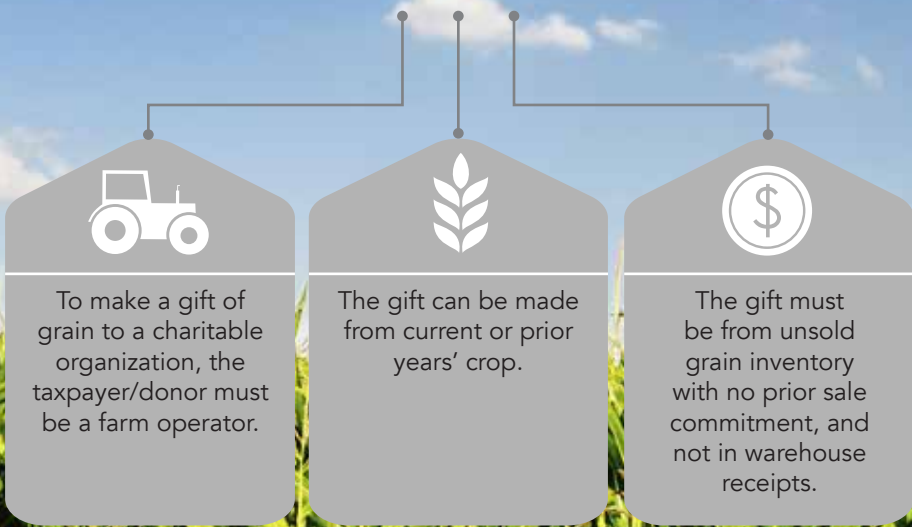 To make a gift of
grain to a charitable
organization, the
taxpayer/donor must
be a farm operator.
The gift can be made
from current or prior
years’ crop.
$
The gift must
be from unsold
grain inventory
with no prior sale
commitment, and
not in warehouse
receipts.